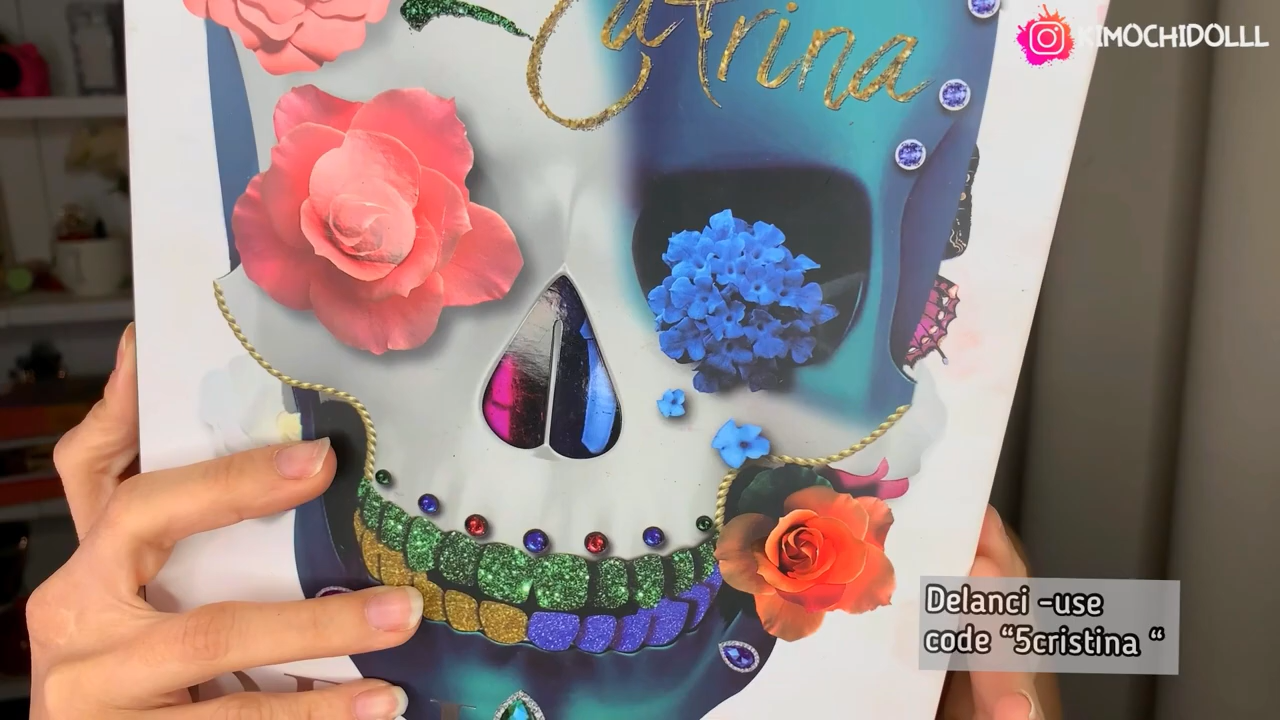 Catrina
KIMOCHIDOLLL
Delanci -use
code “5cristina “